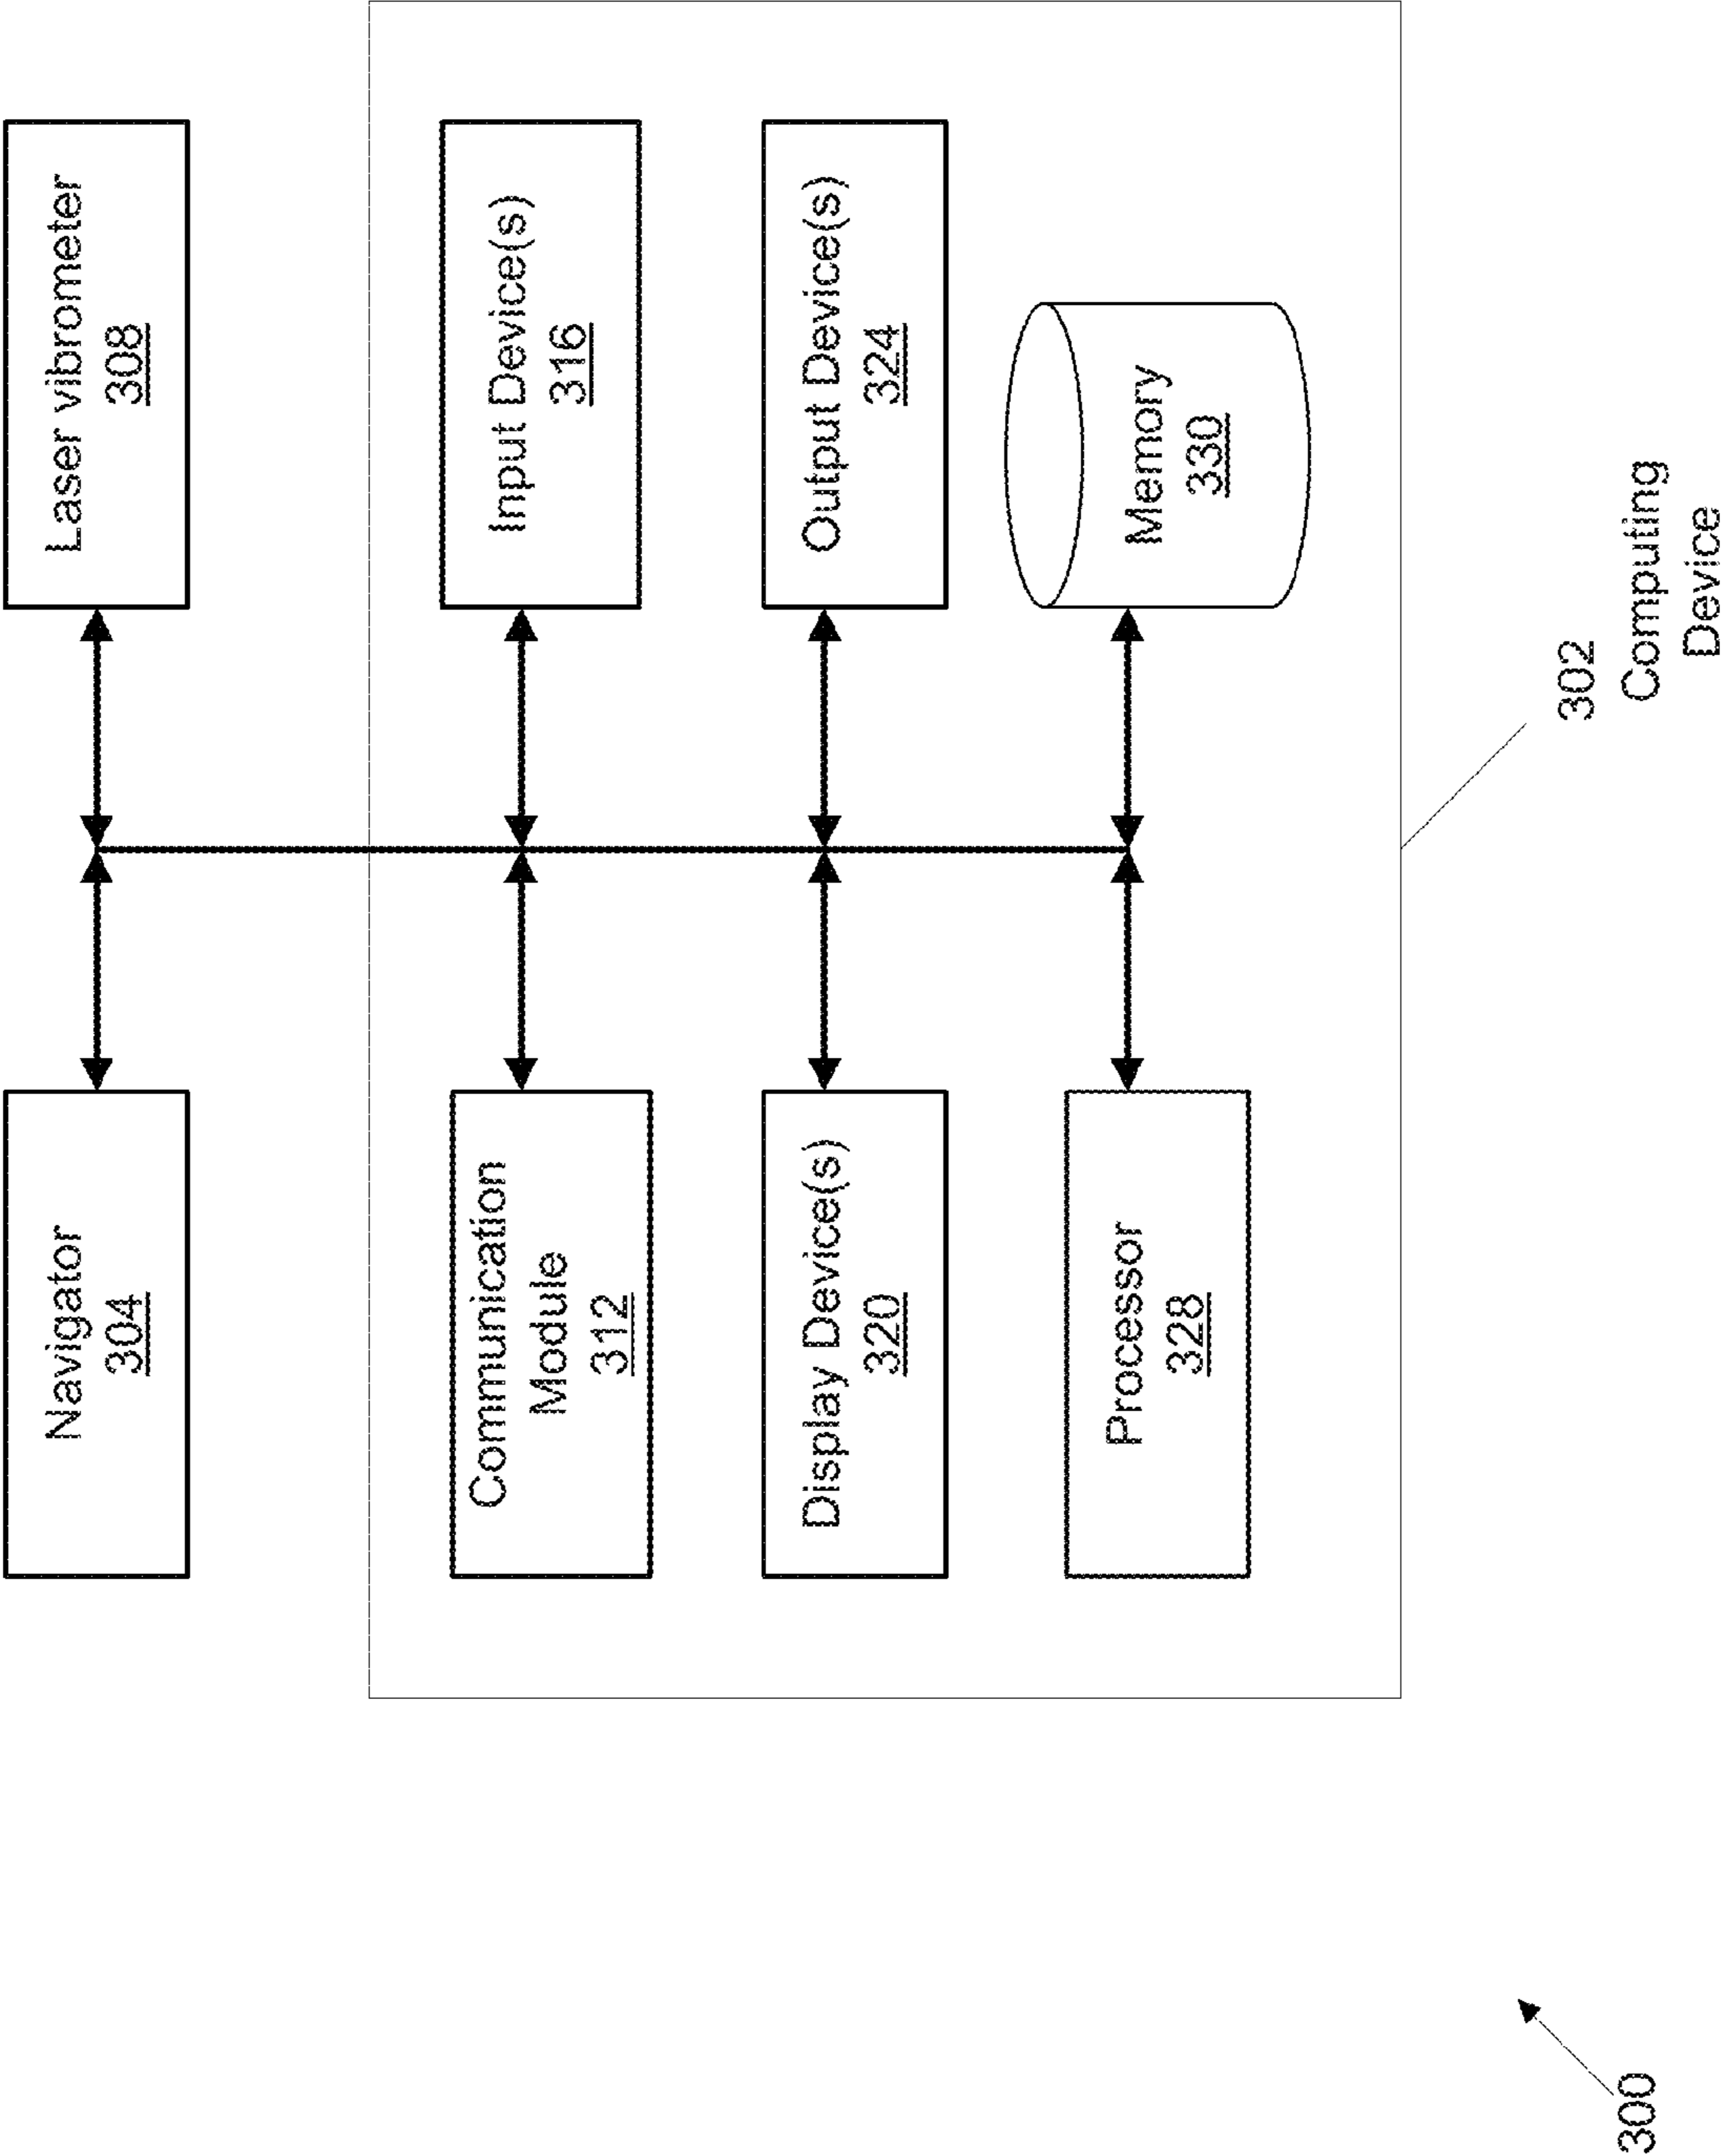 Navigator
304
Laser vibrometer
308
Communication
Module
312
Input Device(s)
316
Display Device(s)
320
Output Device(s)
324
Processor
328
Memory
330
302
Computing
Device
300